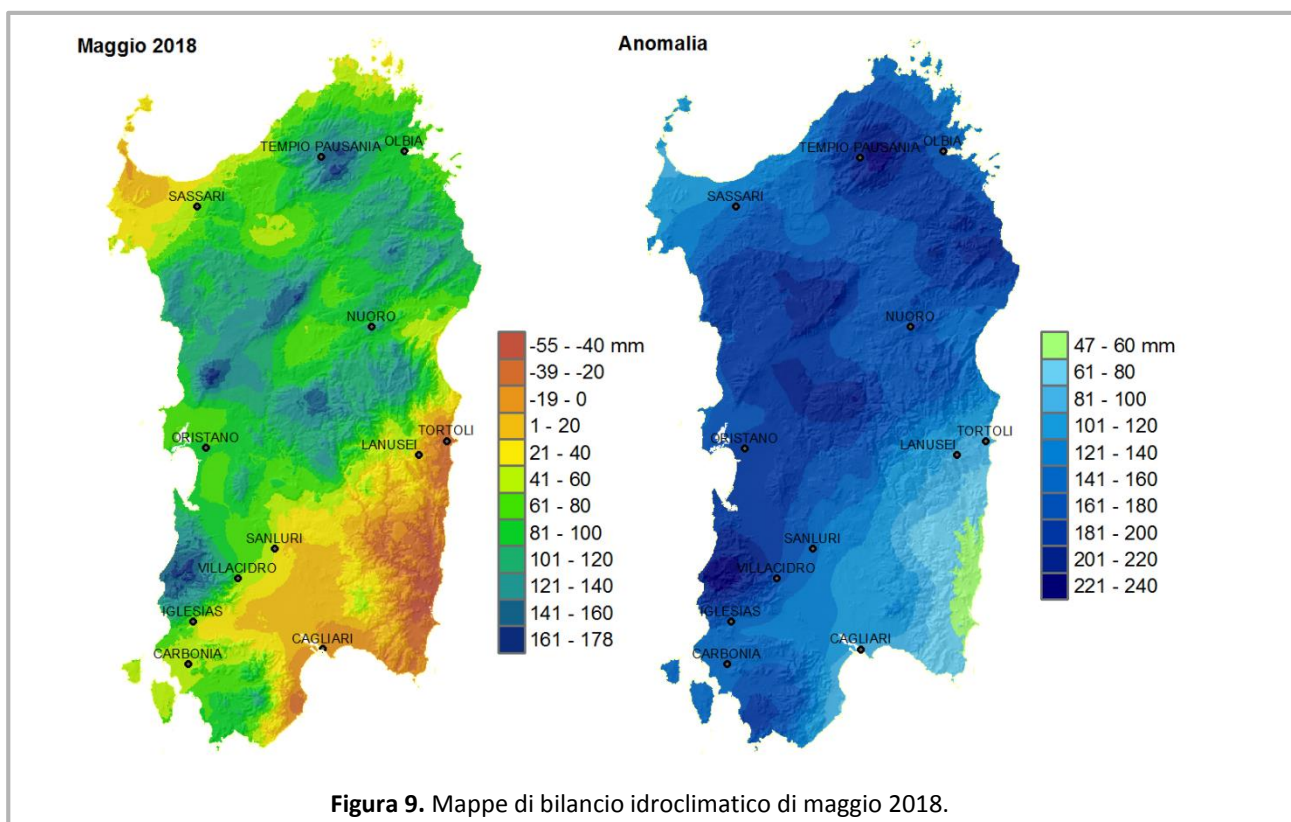 Maggio 2018
TEMPIO PAUSANIA
OLBIA
SASSARI
NUORO
ORISTANO
TORTOLI
LANUSEI
SANLURI
VILLACIDRO
IGLESIAS
CAGLIARI
CARBONIA
-55 - -40 mm
-39 - -20
-19 - 0
1 - 20
21 - 40
41 - 60
61 - 80
81 - 100
101 - 120
121 - 140
141 - 160
161 - 178
Anomalia
TEMPIO PAUSANIA
OLBIA
SASSARI
NUORO
ORISTANO
TORTOLI
LANUSEI
SANLURI
VILLACIDRO
IGLESIAS
CAGLIARI
CARBONIA
47 - 60 mm
61 - 80
81 - 100
101 - 120
121 - 140
141 - 160
161 - 180
181 - 200
201 - 220
221 - 240
Figura 9. Mappe di bilancio idroclimatico di maggio 2018.